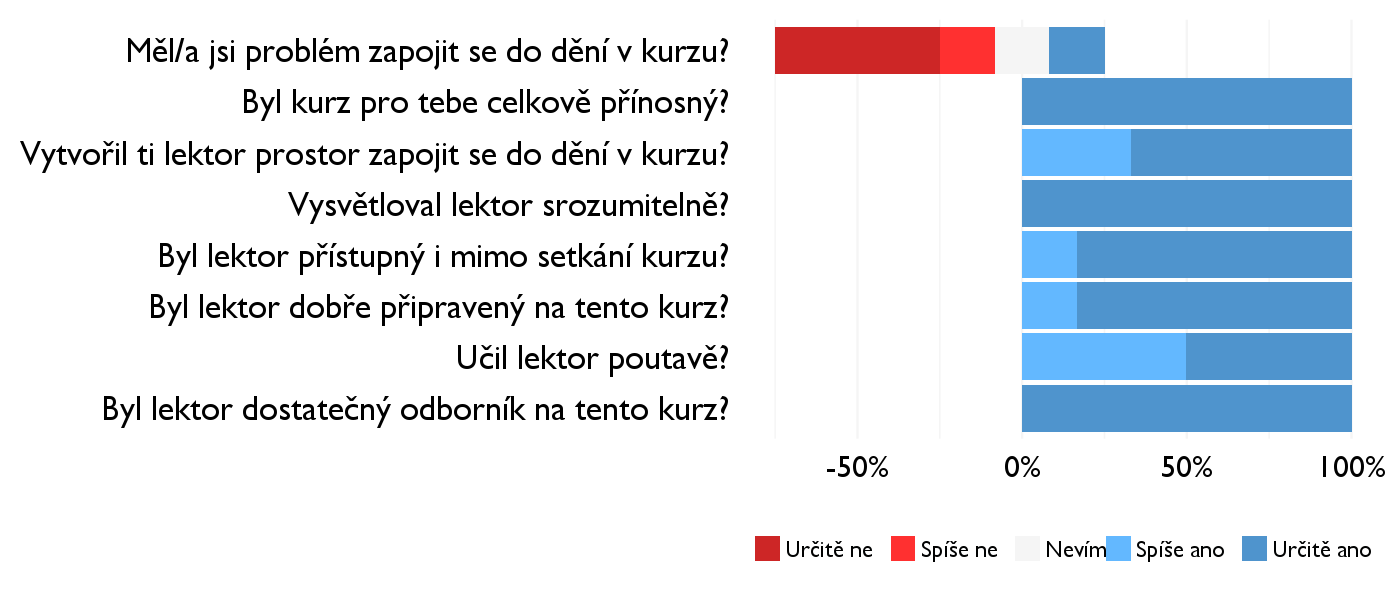 Měl/a jsi problém zapojit se do dění v kurzu?
Byl kurz pro tebe celkově přínosný?
Vytvořil ti lektor prostor zapojit se do dění v kurzu?
Vysvětloval lektor srozumitelně?
Byl lektor přístupný i mimo setkání kurzu?
Byl lektor dobře připravený na tento kurz?
Učil lektor poutavě?
Byl lektor dostatečný odborník na tento kurz?
-50% 0% 50% 100%
Určitě ne Spíše ne Nevím Spíše ano Určitě ano